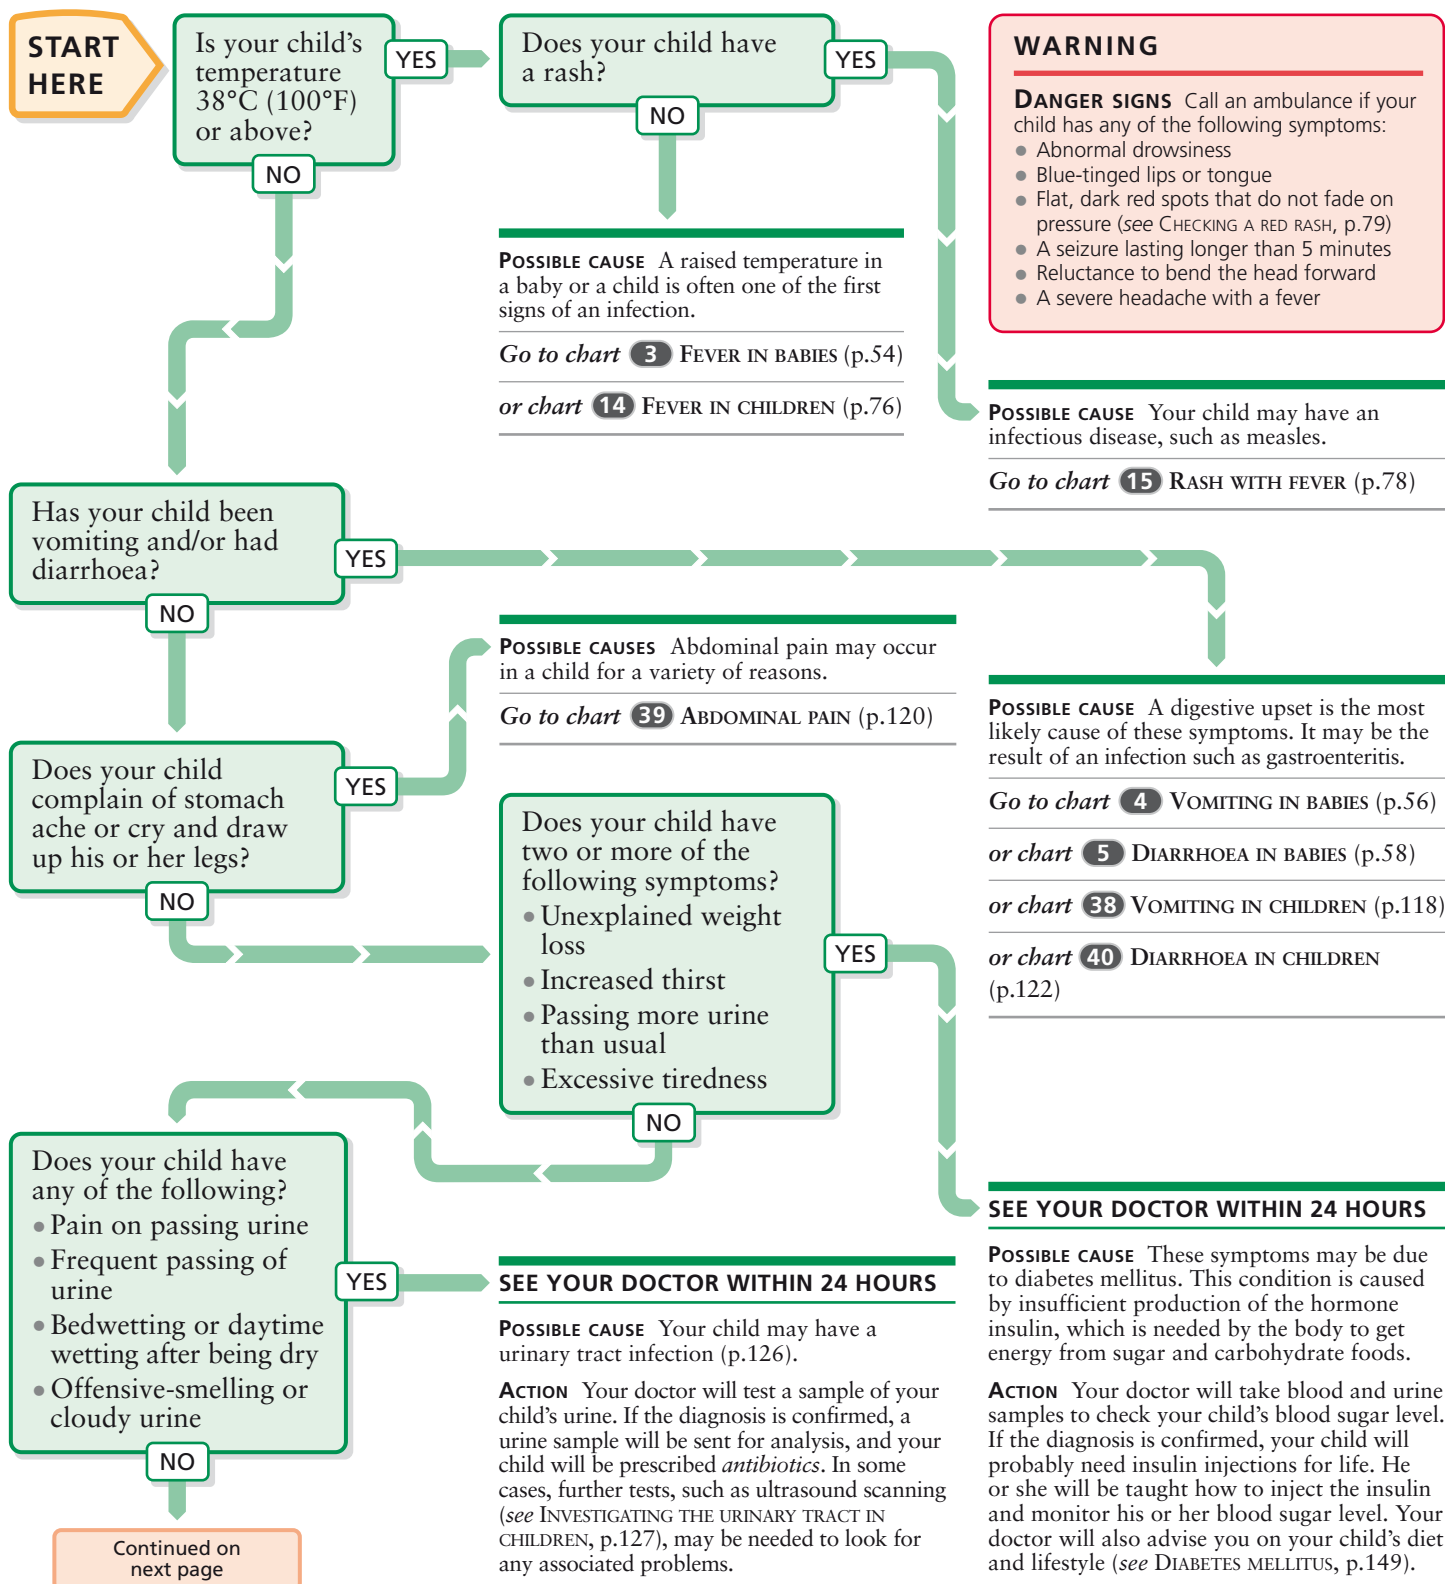 START
HERE
Is your child's
temperature
38°C (100°F)
or above?
YES
NO
Does your child have
a rash?
YES
NO
WARNING
DANGER SIGNS Call an ambulance if your
child has any of the following symptoms:
• Abnormal drowsiness
• Blue-tinged lips or tongue
• Flat, dark red spots that do not fade on
pressure (see CHECKING A RED RASH, p.79)
• A seizure lasting longer than 5 minutes
• Reluctance to bend the head forward
• A severe headache with a fever
POSSIBLE CAUSE A raised temperature in
a baby or a child is often one of the first
signs of an infection.
Go to chart 3 FEVER IN BABIES (p.54)
or chart 14 FEVER IN CHILDREN (p.76)
POSSIBLE CAUSE Your child may have an
infectious disease, such as measles.
Go to chart 15 RASH WITH FEVER (p.78)
Has your child been
vomiting and/or had
diarrhoea?
YES
NO
POSSIBLE CAUSES Abdominal pain may occur
in a child for a variety of reasons.
Go to chart 39 ABDOMINAL PAIN (p.120)
POSSIBLE CAUSE A digestive upset is the most
likely cause of these symptoms. It may be the
result of an infection such as gastroenteritis.
Go to chart 4 VOMITING IN BABIES (p.56)
or chart 5 DIARRHOEA IN BABIES (p.58)
or chart 38 VOMITING IN CHILDREN (p.118)
or chart 40 DIARRHOEA IN CHILDREN
(p.122)
Does your child
complain of stomach
ache or cry and draw
up his or her legs?
YES
NO
Does your child have
two or more of the
following symptoms?
• Unexplained weight
loss
• Increased thirst
• Passing more urine
than usual
• Excessive tiredness
YES
NO
Does your child have
any of the following?
• Pain on passing urine
• Frequent passing of
urine
• Bedwetting or daytime
wetting after being dry
• Offensive-smelling or
cloudy urine
YES
NO
Continued on
next page
SEE YOUR DOCTOR WITHIN 24 HOURS
POSSIBLE CAUSE Your child may have a
urinary tract infection (p.126).
ACTION Your doctor will test a sample of your
child's urine. If the diagnosis is confirmed, a
urine sample will be sent for analysis, and your
child will be prescribed antibiotics. In some
cases, further tests, such as ultrasound scanning
(see INVESTIGATING THE URINARY TRACT IN
CHILDREN, p.127), may be needed to look for
any associated problems.
SEE YOUR DOCTOR WITHIN 24 HOURS
POSSIBLE CAUSE These symptoms may be due
to diabetes mellitus. This condition is caused
by insufficient production of the hormone
insulin, which is needed by the body to get
energy from sugar and carbohydrate foods.
ACTION Your doctor will take blood and urine
samples to check your child's blood sugar level.
If the diagnosis is confirmed, your child will
probably need insulin injections for life. He
or she will be taught how to inject the insulin
and monitor his or her blood sugar level. Your
doctor will also advise you on your child's diet
and lifestyle (see DIABETES MELLITUS, p.149).